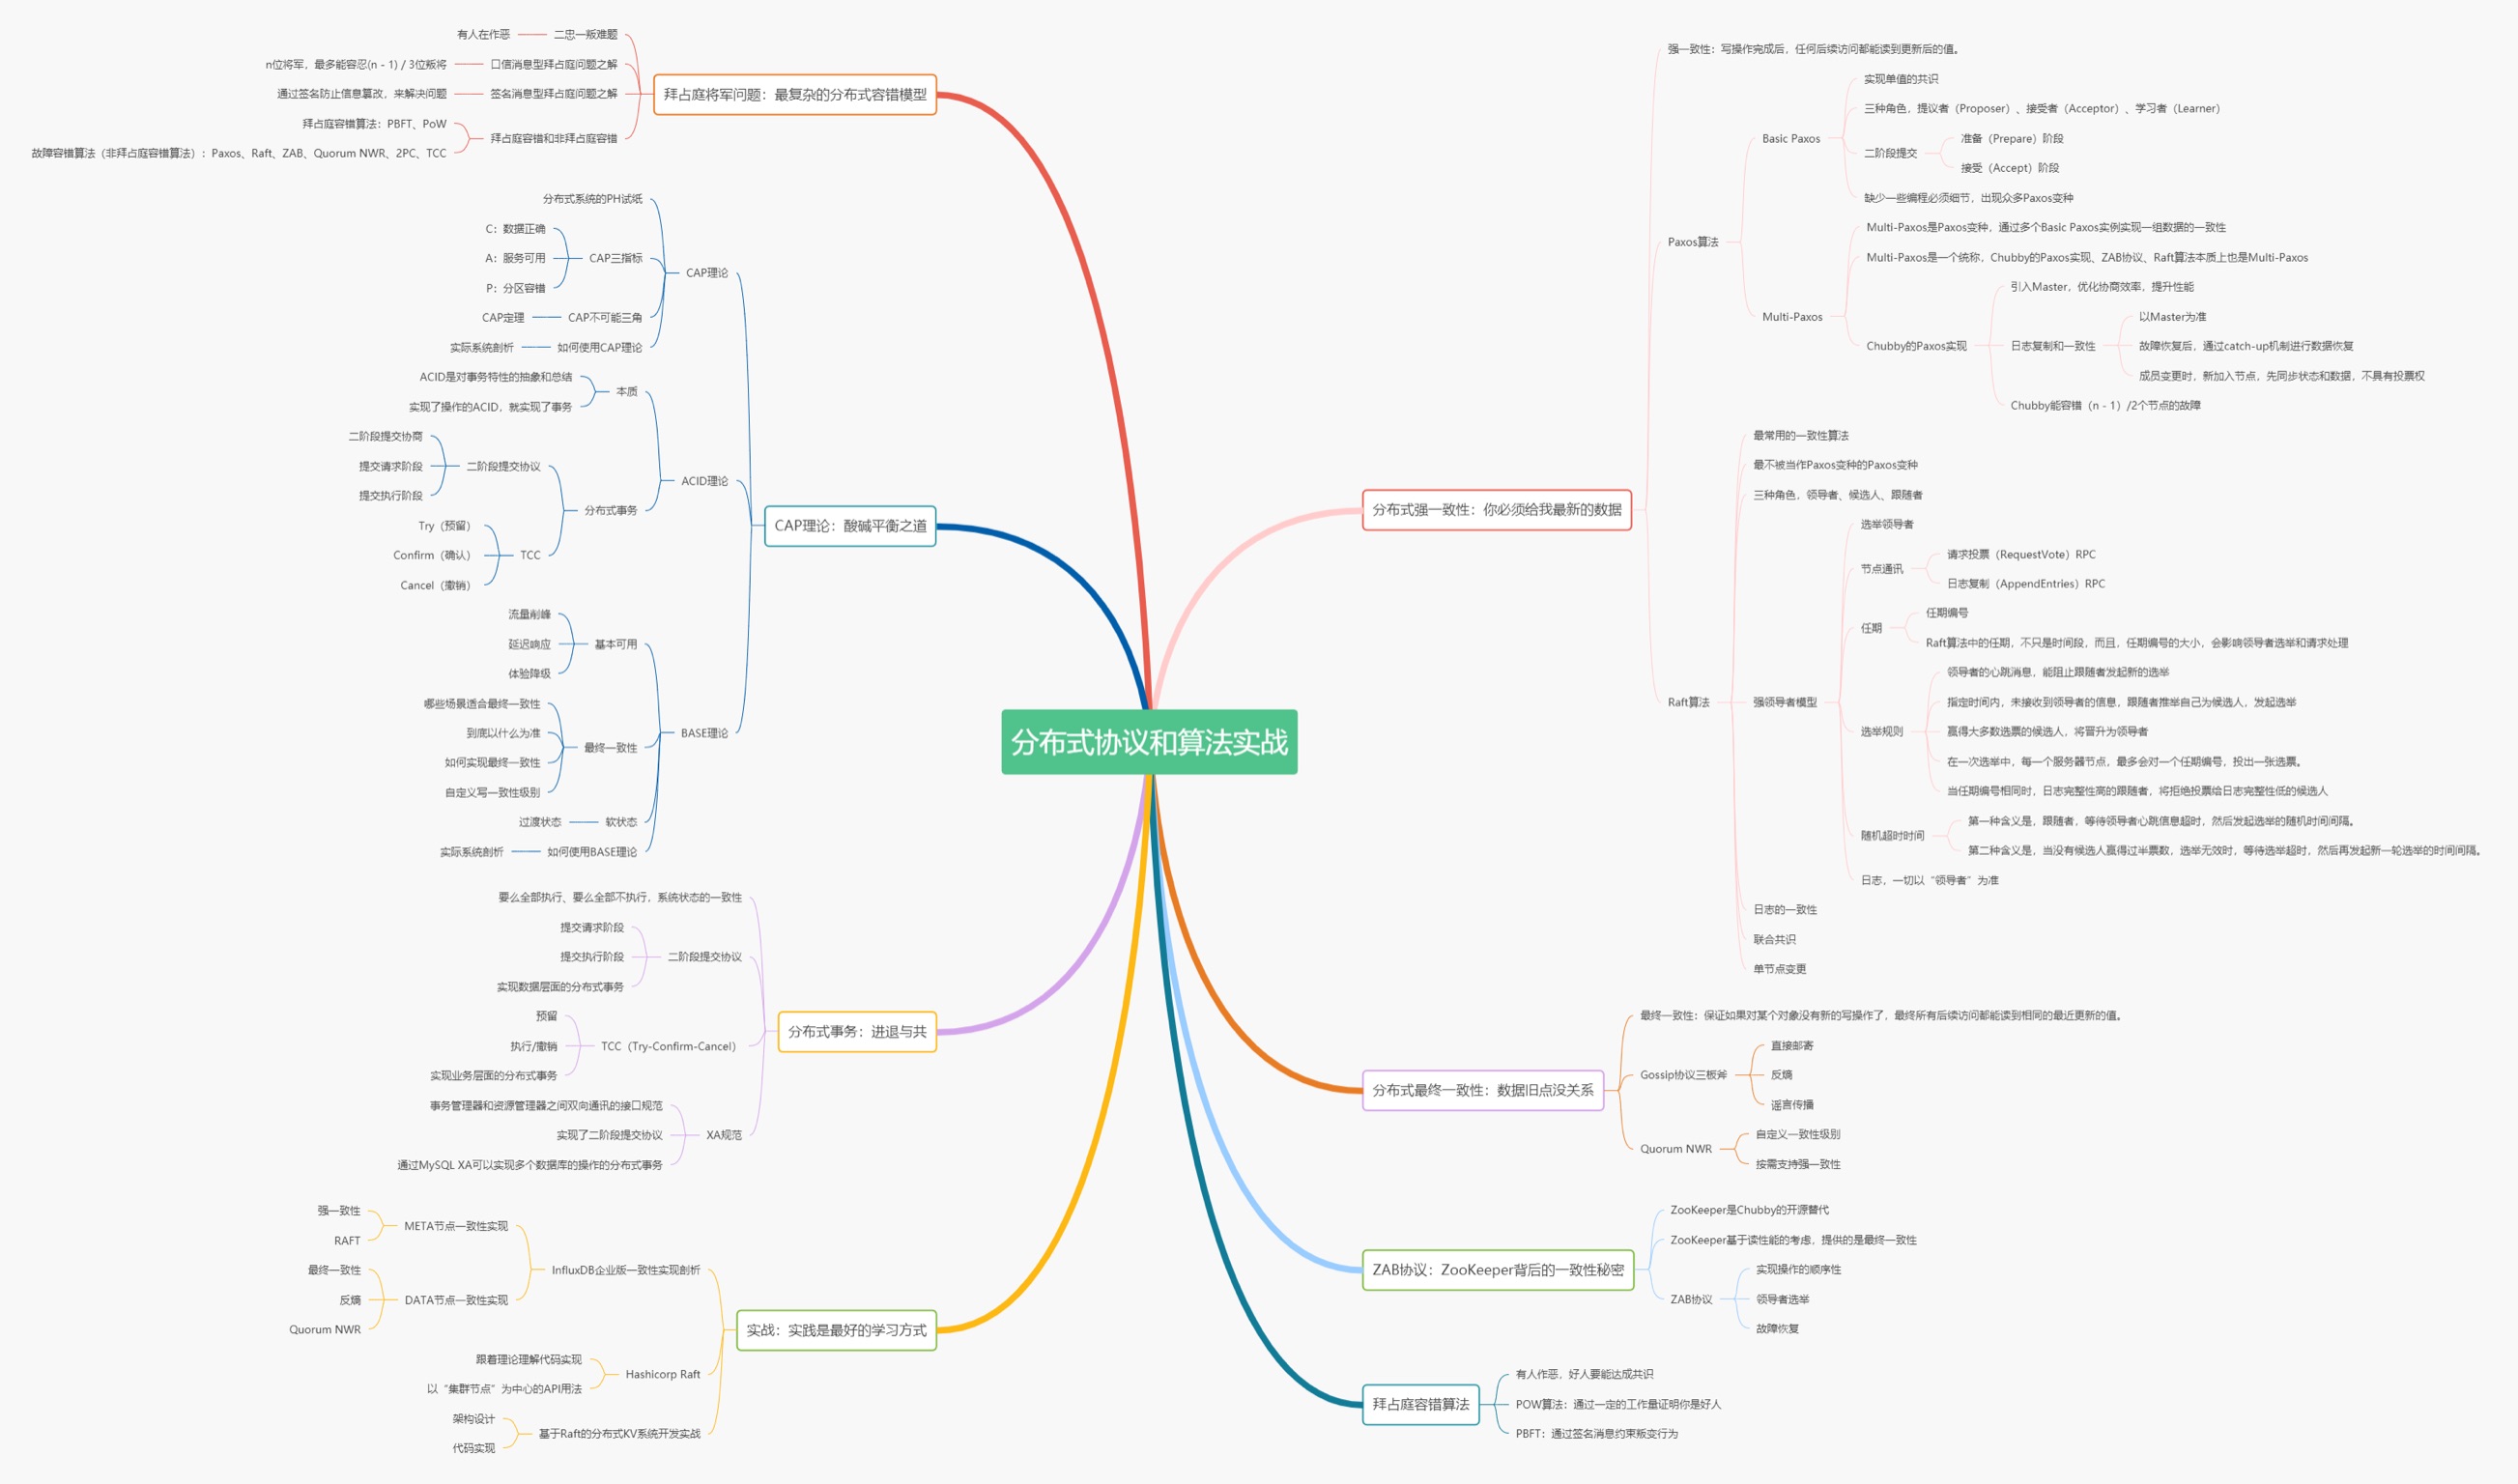 分布式协议和算法实战
拜占庭将军问题：最复杂的分布式容错模型
二忠一叛难题
有人在作恶
口信消息型拜占庭问题之解
n位将军，最多能容忍(n - 1) / 3位叛将
签名消息型拜占庭问题之解
通过签名防止信息篡改，来解决问题
拜占庭容错和非拜占庭容错
拜占庭容错算法：PBFT、PoW
故障容错算法（非拜占庭容错算法）：Paxos、Raft、ZAB、Quorum NWR、2PC、TCC
CAP理论：酸碱平衡之道
CAP理论
分布式系统的PH试纸
CAP三指标
C：数据正确
A：服务可用
P：分区容错
CAP不可能三角
CAP定理
如何使用CAP理论
实际系统剖析
ACID理论
本质
ACID是对事务特性的抽象和总结
实现了操作的ACID，就实现了事务
分布式事务
二阶段提交协议
二阶段提交协商
提交请求阶段
提交执行阶段
TCC
Try（预留）
Confirm（确认）
Cancel（撤销）
BASE理论
基本可用
流量削峰
延迟响应
体验降级
最终一致性
哪些场景适合最终一致性
到底以什么为准
如何实现最终一致性
自定义写一致性级别
软状态
过渡状态
如何使用BASE理论
实际系统剖析
分布式事务：进退与共
要么全部执行、要么全部不执行，系统状态的一致性
二阶段提交协议
提交请求阶段
提交执行阶段
实现数据层面的分布式事务
TCC（Try-Confirm-Cancel）
预留
执行/撤销
实现业务层面的分布式事务
XA规范
事务管理器和资源管理器之间双向通讯的接口规范
实现了二阶段提交协议
通过MySQL XA可以实现多个数据库的操作的分布式事务
实战：实践是最好的学习方式
InfluxDB企业版一致性实现剖析
META节点一致性实现
强一致性
RAFT
DATA节点一致性实现
最终一致性
反熵
Quorum NWR
Hashicorp Raft
跟着理论理解代码实现
以“集群节点”为中心的API用法
基于Raft的分布式KV系统开发实战
架构设计
代码实现
分布式强一致性：你必须给我最新的数据
强一致性：写操作完成后，任何后续访问都能读到更新后的值。
Paxos算法
Basic Paxos
实现单值的共识
三种角色，提议者（Proposer）、接受者（Acceptor）、学习者（Learner）
二阶段提交
准备（Prepare）阶段
接受（Accept）阶段
缺少一些编程必须细节，出现众多Paxos变种
Multi-Paxos
Multi-Paxos是Paxos变种，通过多个Basic Paxos实例实现一组数据的一致性
Multi-Paxos是一个统称，Chubby的Paxos实现、ZAB协议、Raft算法本质上也是Multi-Paxos
Chubby的Paxos实现
引入Master，优化协商效率，提升性能
日志复制和一致性
以Master为准
故障恢复后，通过catch-up机制进行数据恢复
成员变更时，新加入节点，先同步状态和数据，不具有投票权
Chubby能容错（n - 1）/2个节点的故障
Raft算法
最常用的一致性算法
最不被当作Paxos变种的Paxos变种
三种角色，领导者、候选人、跟随者
强领导者模型
选举领导者
节点通讯
请求投票（RequestVote）RPC
日志复制（AppendEntries）RPC
任期
任期编号
Raft算法中的任期，不只是时间段，而且，任期编号的大小，会影响领导者选举和请求处理
选举规则
领导者的心跳消息，能阻止跟随者发起新的选举
指定时间内，未接收到领导者的信息，跟随者推举自己为候选人，发起选举
赢得大多数选票的候选人，将晋升为领导者
在一次选举中，每一个服务器节点，最多会对一个任期编号，投出一张选票。
当任期编号相同时，日志完整性高的跟随者，将拒绝投票给日志完整性低的候选人
随机超时时间
第一种含义是，跟随者，等待领导者心跳信息超时，然后发起选举的随机时间间隔。
第二种含义是，当没有候选人赢得过半票数，选举无效时，等待选举超时，然后再发起新一轮选举的时间间隔。
日志，一切以“领导者”为准
日志的一致性
联合共识
单节点变更
分布式最终一致性：数据旧点没关系
最终一致性：保证如果对某个对象没有新的写操作了，最终所有后续访问都能读到相同的最近更新的值。
Gossip协议三板斧
直接邮寄
反熵
谣言传播
Quorum NWR
自定义一致性级别
按需支持强一致性
ZAB协议：ZooKeeper背后的一致性秘密
ZooKeeper是Chubby的开源替代
ZooKeeper基于读性能的考虑，提供的是最终一致性
ZAB协议
实现操作的顺序性
领导者选举
故障恢复
拜占庭容错算法
有人作恶，好人要能达成共识
POW算法：通过一定的工作量证明你是好人
PBFT：通过签名消息约束叛变行为